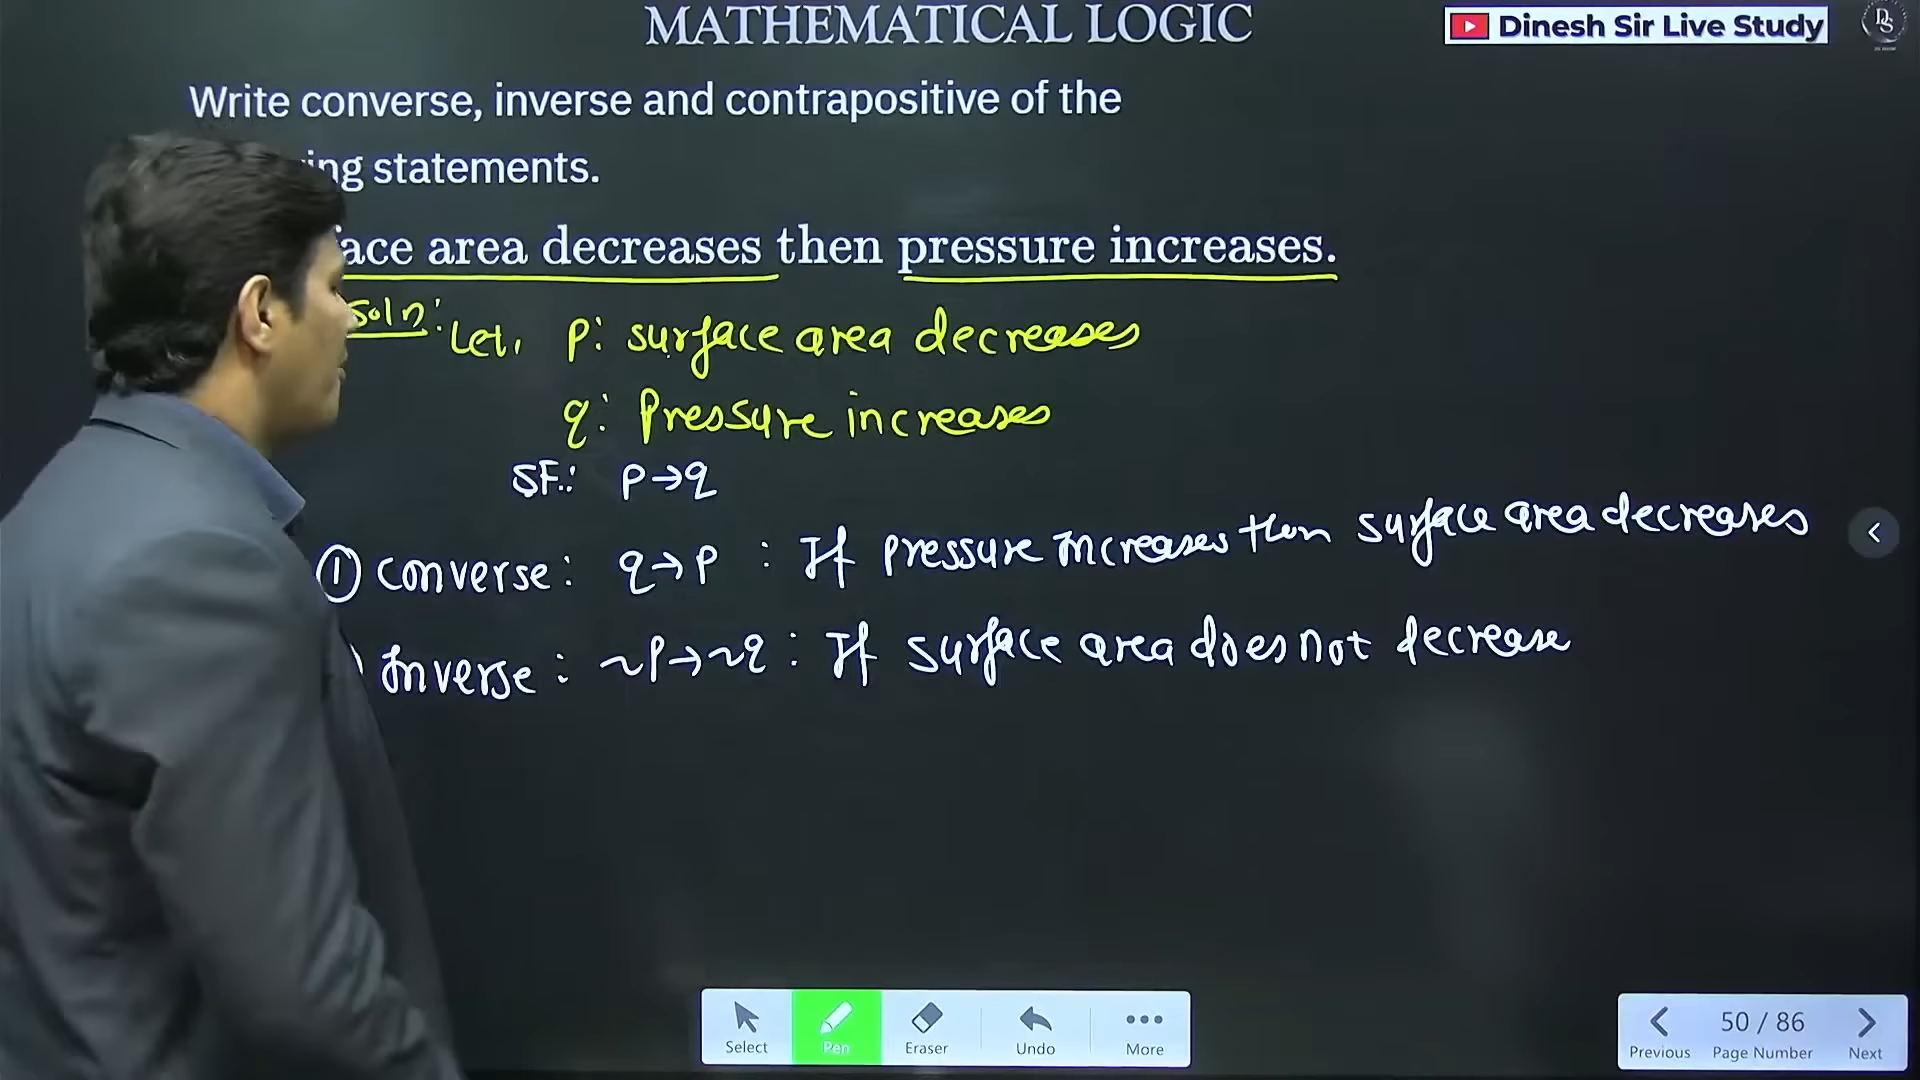 MATHEMATICAL LOGIC
Dinesh Sir Live Study
DS
Write converse, inverse and contrapositive of the
ing statements.
ace area decreases then pressure increases.
Soln:
Let, p: surface area decreases
q: Pressure increases
SF.: p→q
① Converse: q→p : If pressure increases then surface area decreases
) Inverse: ~p→~q : If surface area does not decrease
Select Pen Eraser Undo More
50 / 86
Previous Page Number Next